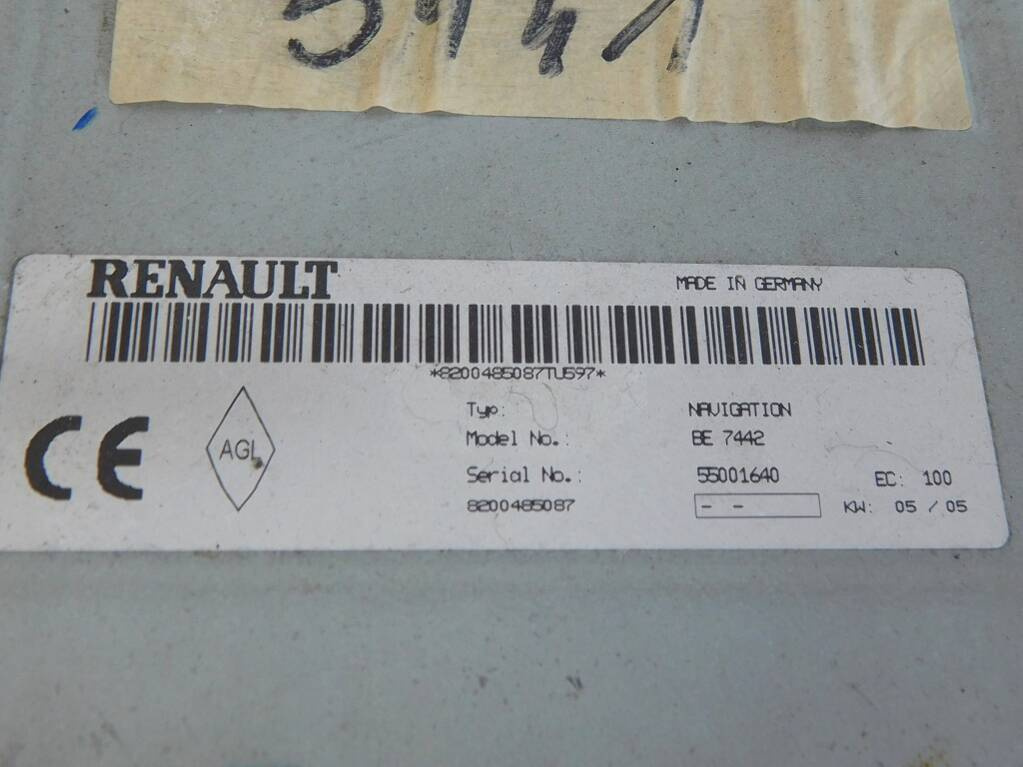 5141
RENAULT
MADE IN GERMANY
*8200485087TU597*
Typ: NAVIGATION
Model No.: BE 7442
AGL
Serial No.: 55001640 EC: 100
8200485087 - - KW: 05 / 05
CE